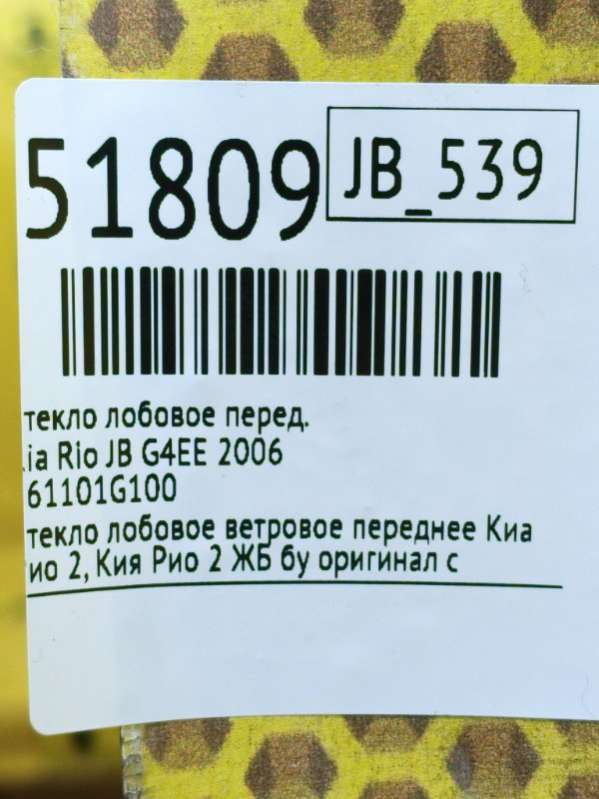 51809
JB_539
текло лобовое перед.
ia Rio JB G4EE 2006
61101G100
текло лобовое ветровое переднее Киа
ио 2, Кия Рио 2 ЖБ бу оригинал с